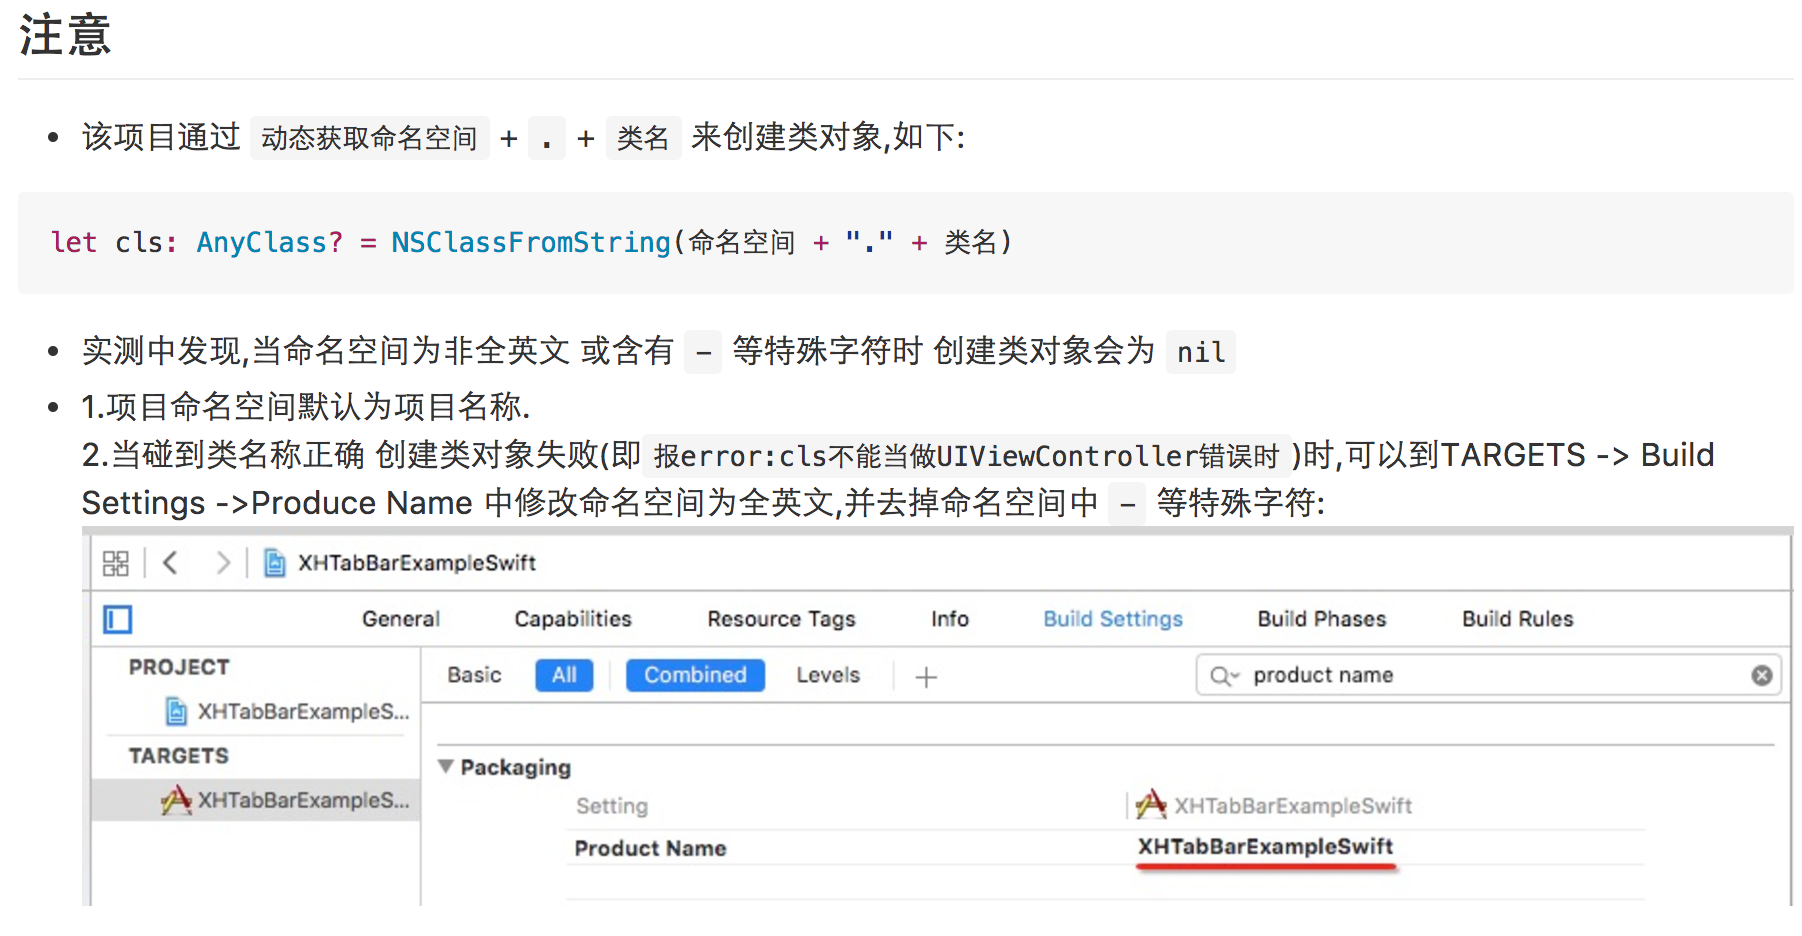 注意
该项目通过 动态获取命名空间 + . + 类名 来创建类对象,如下:
let cls: AnyClass? = NSClassFromString(命名空间 + "." + 类名)
实测中发现,当命名空间为非全英文 或含有 - 等特殊字符时 创建类对象会为 nil
1.项目命名空间默认为项目名称.
2.当碰到类名称正确 创建类对象失败(即 报error:cls不能当做UIViewController错误时 )时,可以到TARGETS -> Build
Settings ->Produce Name 中修改命名空间为全英文,并去掉命名空间中 - 等特殊字符:
XHTabBarExampleSwift
General Capabilities Resource Tags Info Build Settings Build Phases Build Rules
PROJECT
Basic All Combined Levels + product name
XHTabBarExampleS...
TARGETS
XHTabBarExampleS...
Packaging
Setting XHTabBarExampleSwift
Product Name XHTabBarExampleSwift